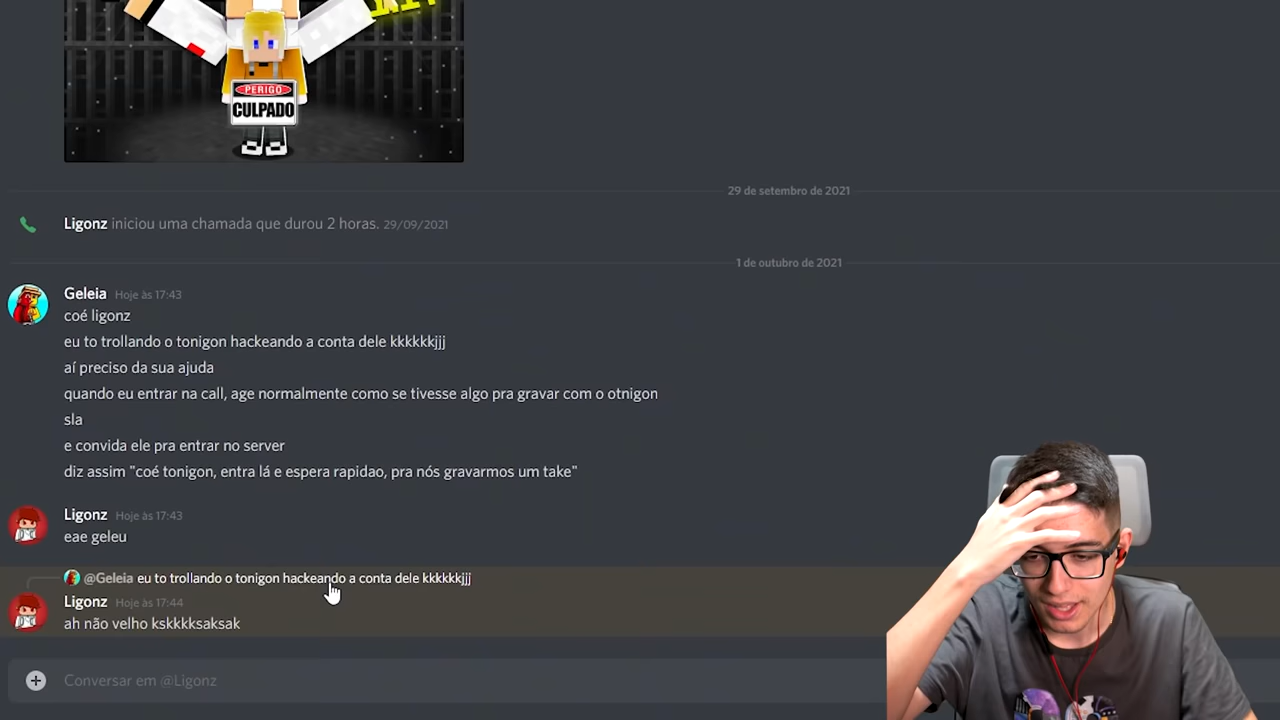 PERIGO
CULPADO
29 de setembro de 2021
Ligonz iniciou uma chamada que durou 2 horas. 29/09/2021
1 de outubro de 2021
Geleia Hoje às 17:43
coé ligonz
eu to trollando o tonigon hackeando a conta dele kkkkkkjjj
aí preciso da sua ajuda
quando eu entrar na call, age normalmente como se tivesse algo pra gravar com o otnigon
sla
e convida ele pra entrar no server
diz assim "coé tonigon, entra lá e espera rapidao, pra nós gravarmos um take"
Ligonz Hoje às 17:43
eae geleu
@Geleia eu to trollando o tonigon hackeando a conta dele kkkkkkjjj
Ligonz Hoje às 17:44
ah não velho kskkkksaksak
Conversar em @Ligonz